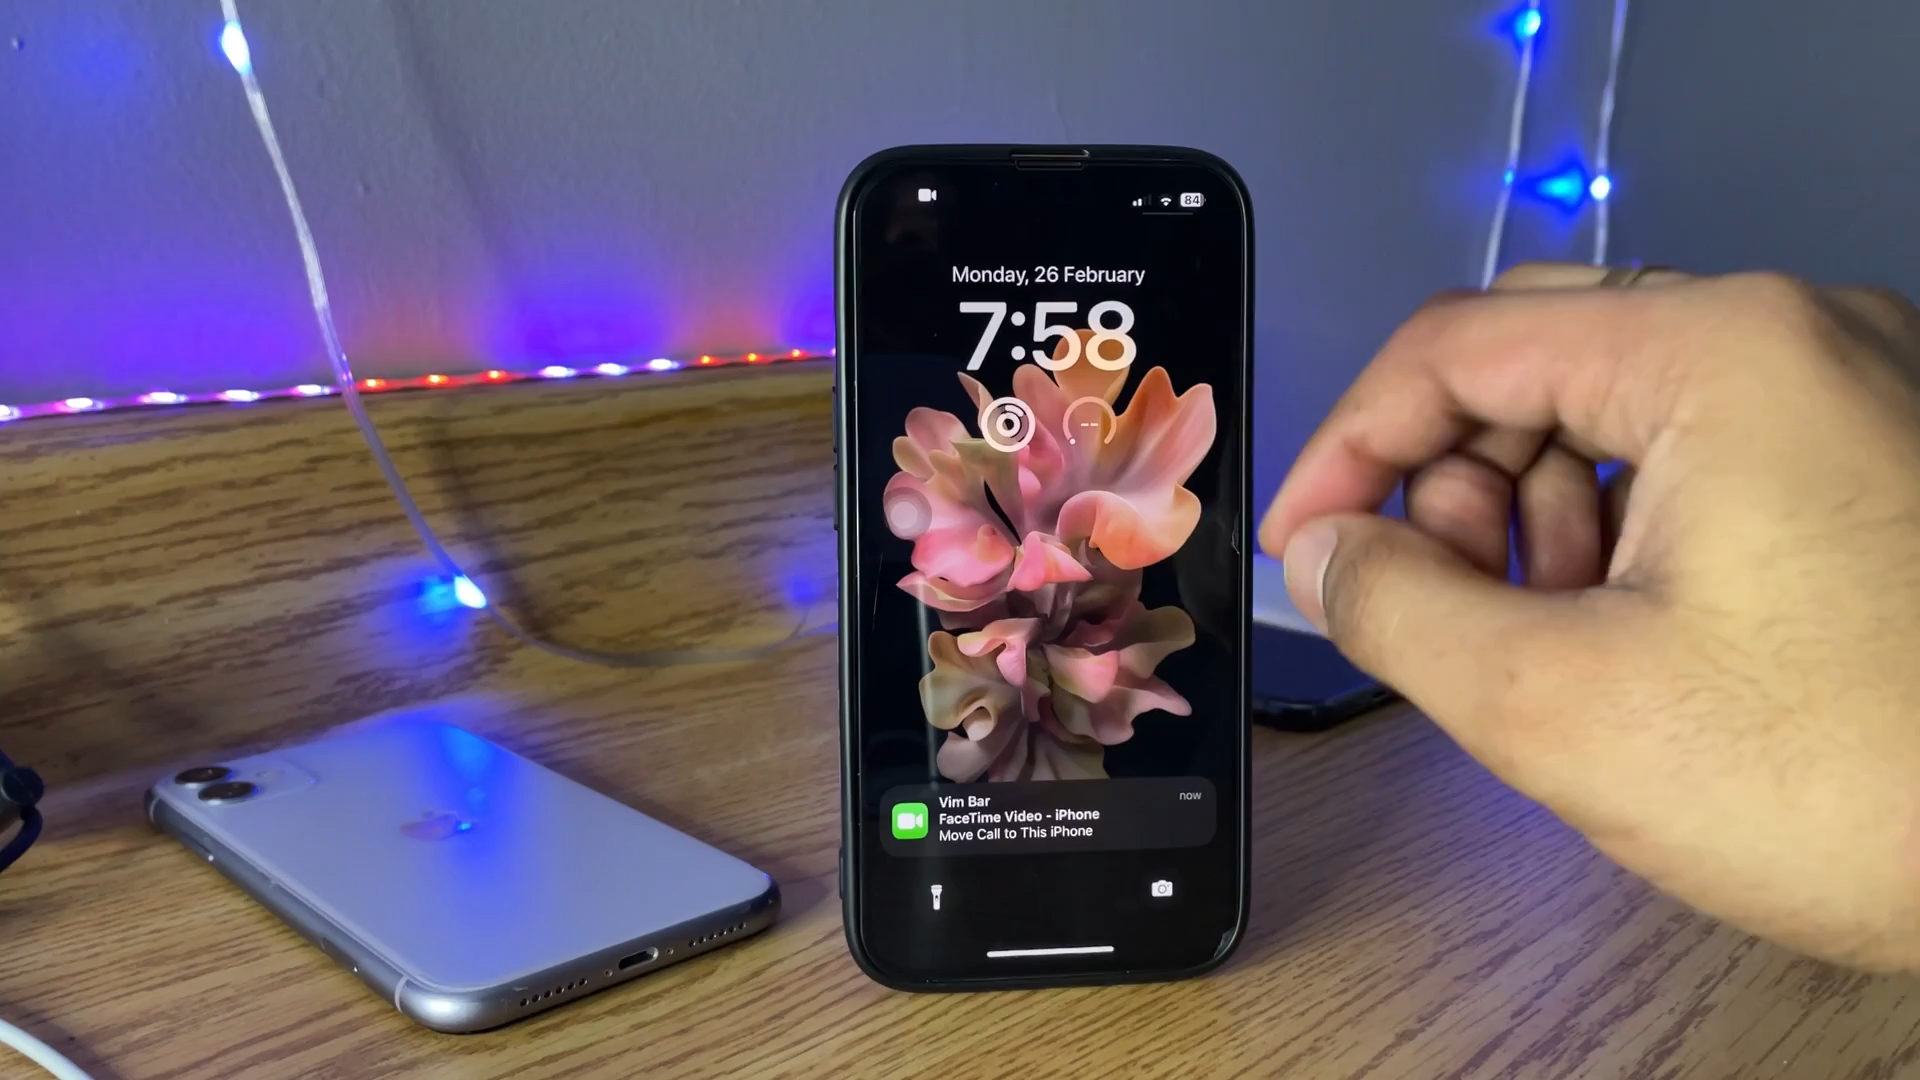 84
Monday, 26 February
7:58
--
Vim Bar
now
FaceTime Video - iPhone
Move Call to This iPhone